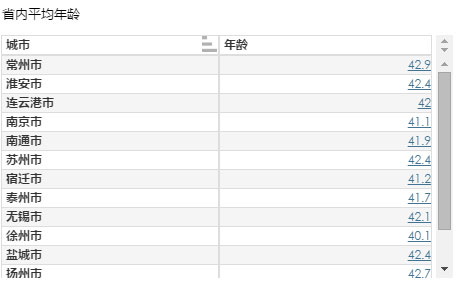 省内平均年龄
城市 年龄
常州市 42.9
淮安市 42.4
连云港市 42
南京市 41.1
南通市 41.9
苏州市 42.4
宿迁市 41.2
泰州市 41.7
无锡市 42.1
徐州市 40.1
盐城市 42.4
扬州市 42.7